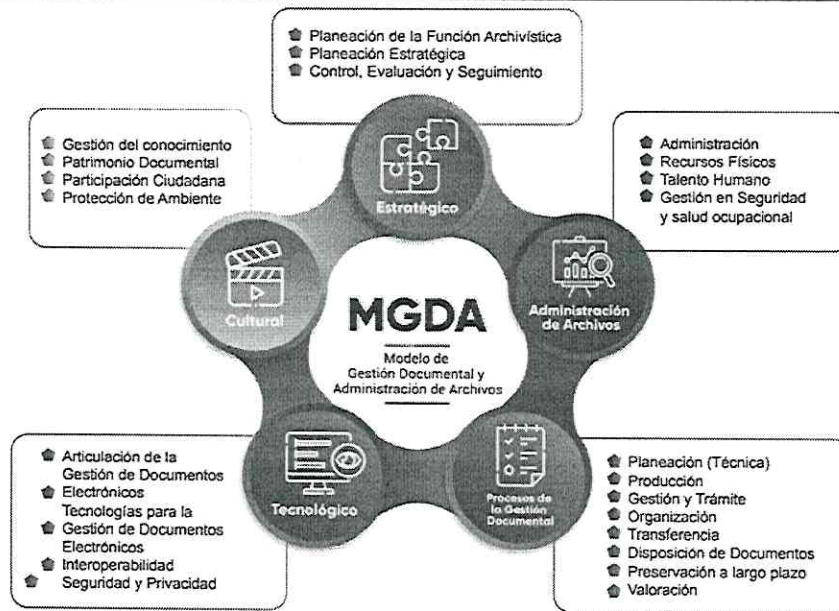 Planeación de la Función Archivística
Planeación Estratégica
Control, Evaluación y Seguimiento
Gestión del conocimiento
Patrimonio Documental
Participación Ciudadana
Protección de Ambiente
Administración
Recursos Físicos
Talento Humano
Gestión en Seguridad
y salud ocupacional
Estratégico
Cultural
Administración
de Archivos
MGDA
Modelo de
Gestión Documental y
Administración de Archivos
Tecnológico
Procesos de
la Gestión
Documental
Articulación de la
Gestión de Documentos
Electrónicos
Tecnologías para la
Gestión de Documentos
Electrónicos
Interoperabilidad
Seguridad y Privacidad
Planeación (Técnica)
Producción
Gestión y Trámite
Organización
Transferencia
Disposición de Documentos
Preservación a largo plazo
Valoración